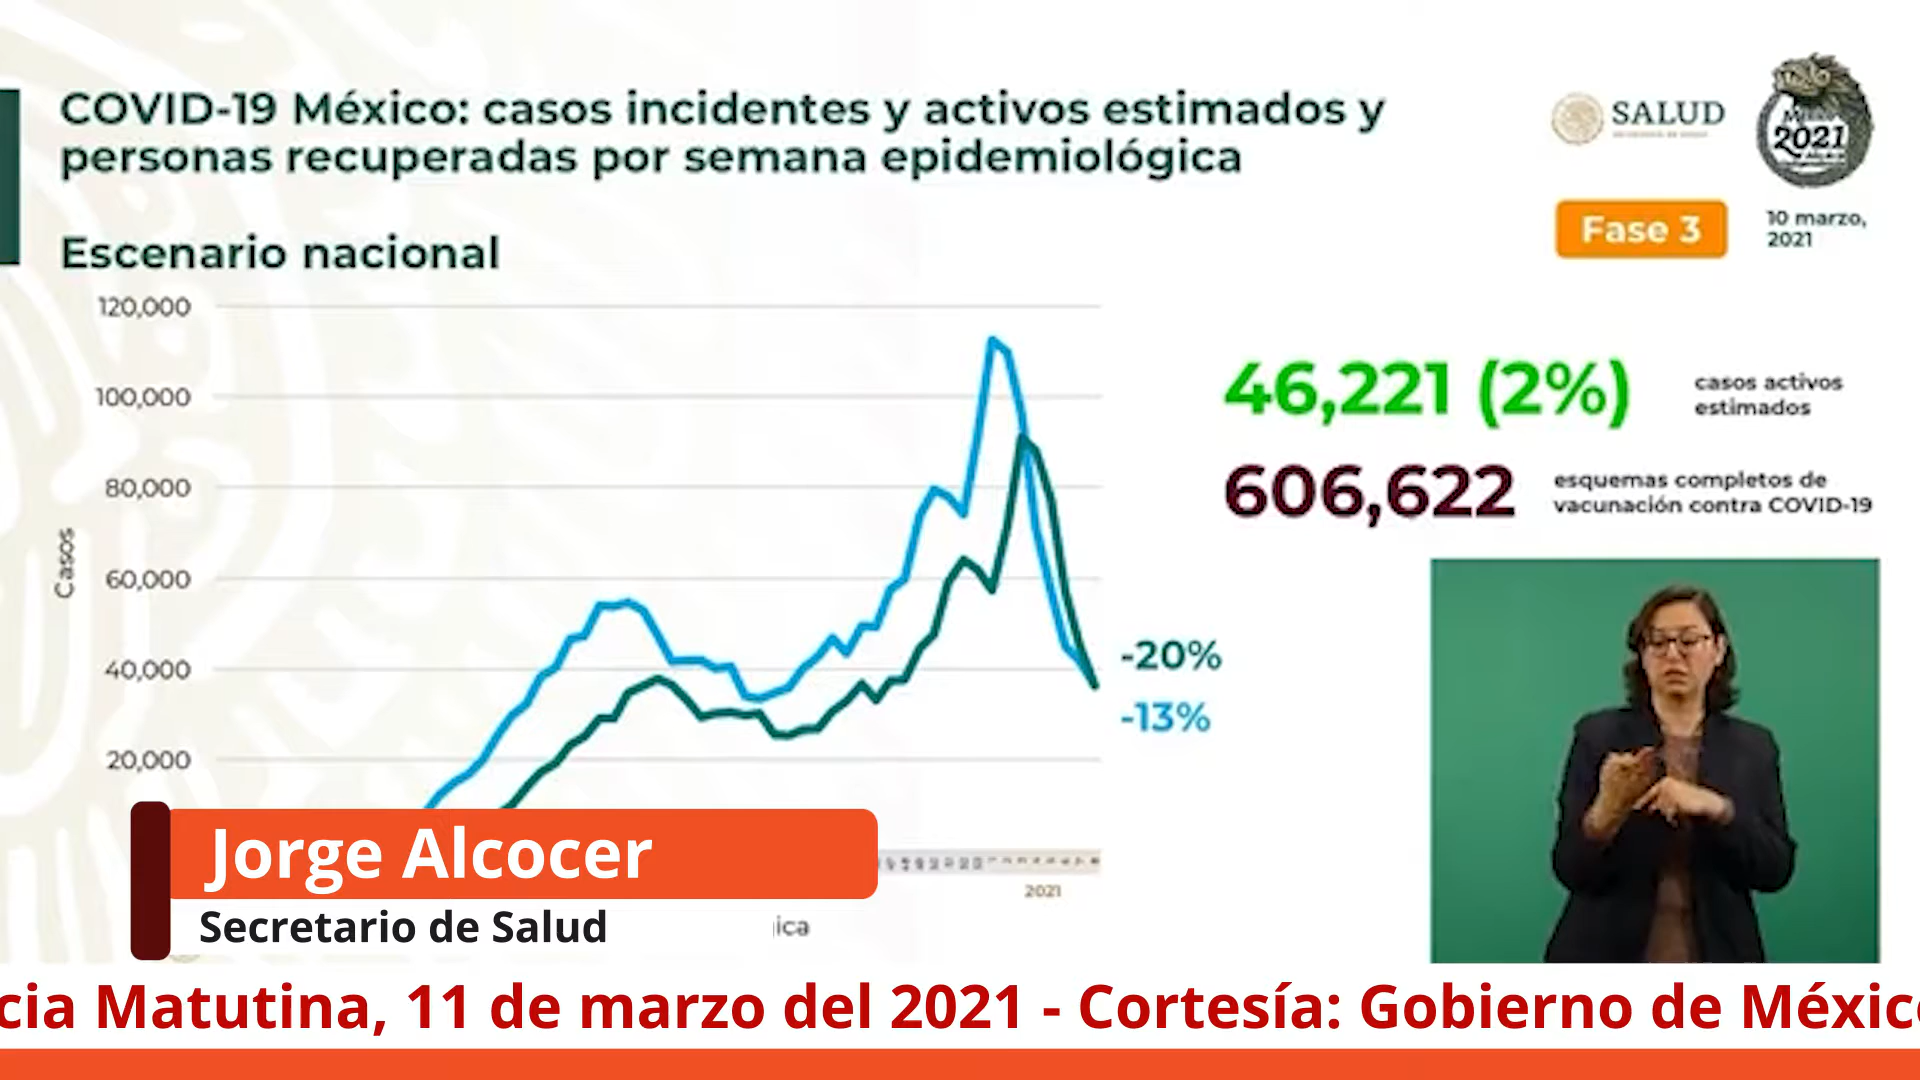 COVID-19 México: casos incidentes y activos estimados y
personas recuperadas por semana epidemiológica
SALUD
México
2021
Fase 3
10 marzo,
2021
Escenario nacional
120,000
100,000
80,000
60,000
40,000
20,000
Casos
-20%
-13%
2021
ica
46,221 (2%)
casos activos
estimados
606,622
esquemas completos de
vacunación contra COVID-19
Jorge Alcocer
Secretario de Salud
cia Matutina, 11 de marzo del 2021 - Cortesía: Gobierno de Méxic